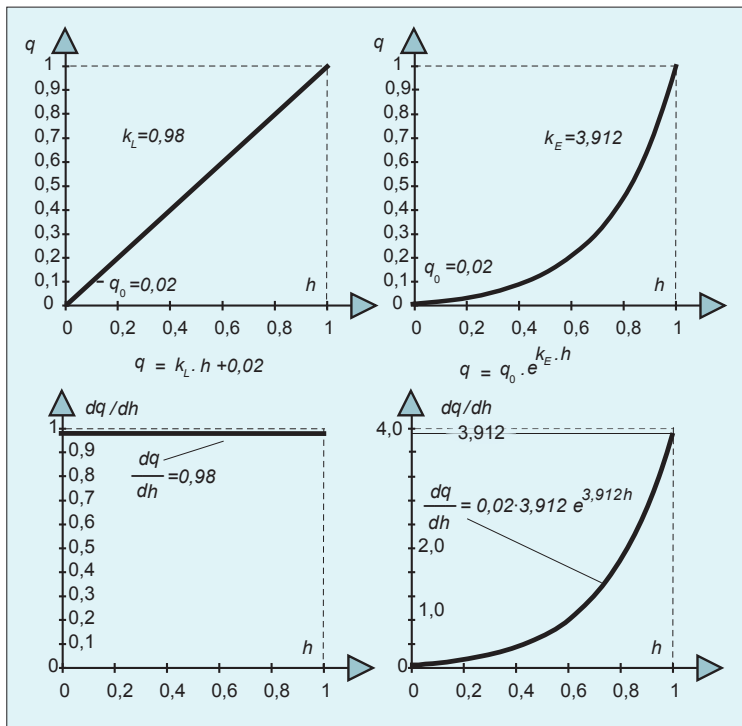 q
1
0,9
0,8
0,7
0,6
0,5
0,4
0,3
0,2
0,1
0
k_L=0,98
q_0=0,02
h
0 0,2 0,4 0,6 0,8 1
q = k_L . h +0,02
q
1
0,9
0,8
0,7
0,6
0,5
0,4
0,3
0,2
0,1
0
k_E=3,912
q_0=0,02
h
0 0,2 0,4 0,6 0,8 1
q = q_0 . e^{k_E . h}
dq/dh
1
0,9
0,8
0,7
0,6
0,5
0,4
0,3
0,2
0,1
0
dq
dh =0,98
h
0 0,2 0,4 0,6 0,8 1
dq/dh
4,0
3,912
2,0
1,0
0
dq
dh = 0,02·3,912 e^{3,912h}
h
0 0,2 0,4 0,6 0,8 1